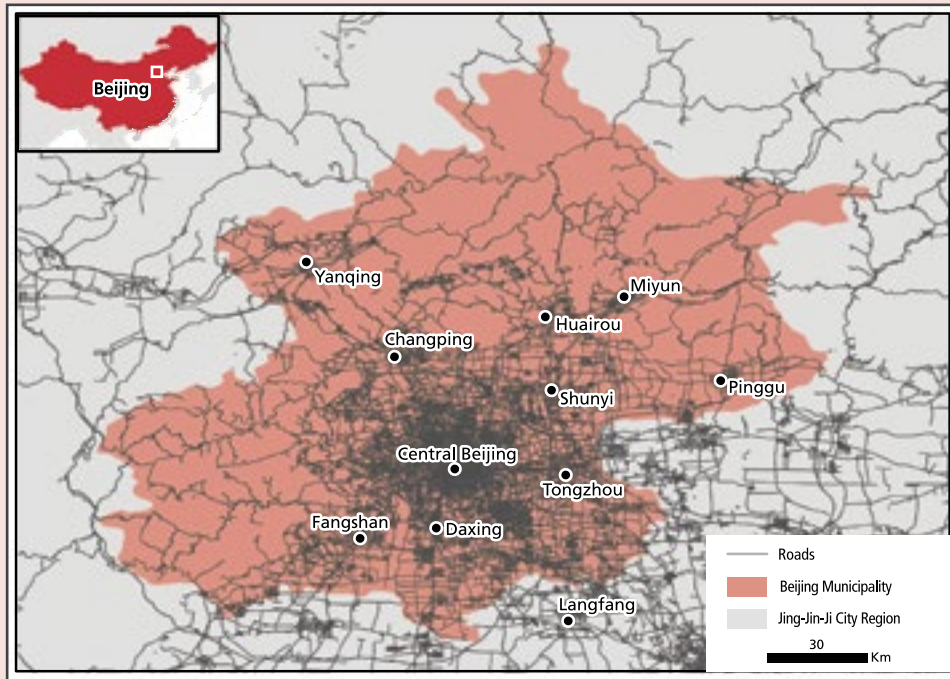 Beijing
Yanqing
Miyun
Huairou
Changping
Pinggu
Shunyi
Central Beijing
Tongzhou
Fangshan
Daxing
Langfang
Roads
Beijing Municipality
Jing-Jin-Ji City Region
30
Km